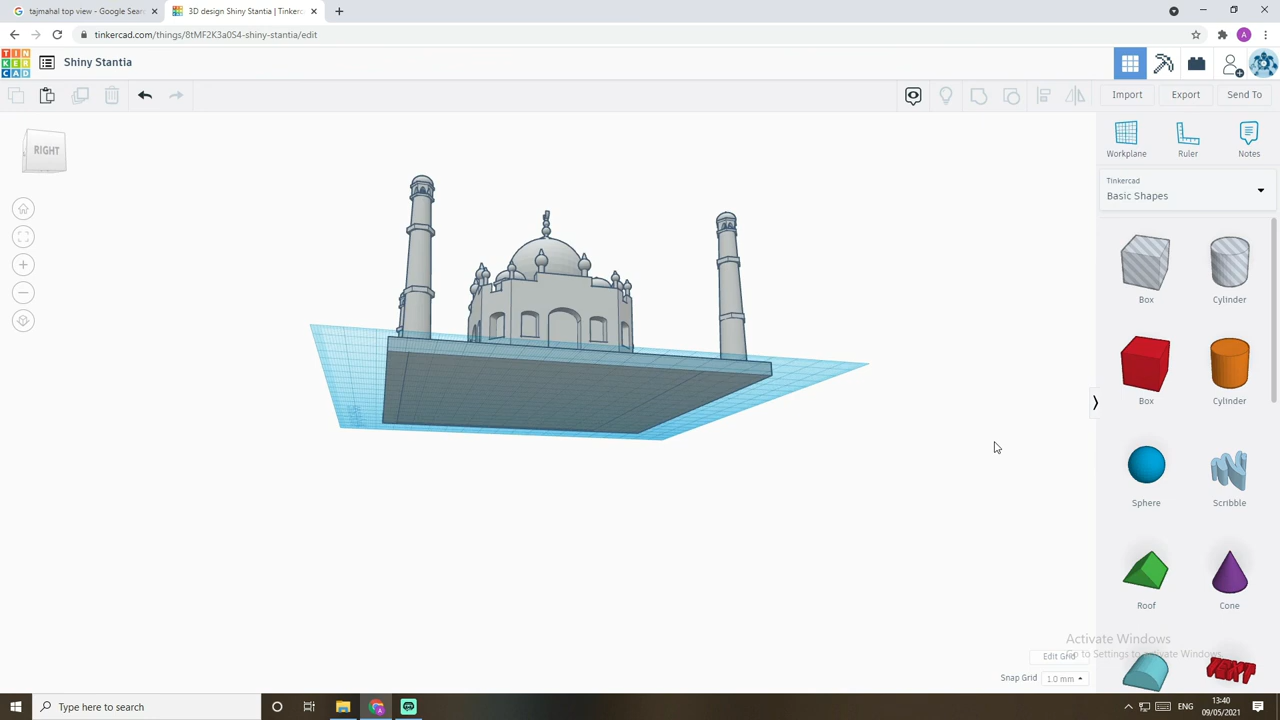 tajmahal top view - Google Sear
3D design Shiny Stantia | Tinkerc
tinkercad.com/things/8tMF2K3a0S4-shiny-stantia/edit
A
TIN
KER
CAD
Shiny Stantia
Import
Export
Send To
RIGHT
Workplane
Ruler
Notes
Tinkercad
Basic Shapes
Box
Cylinder
Box
Cylinder
Sphere
Scribble
Roof
Cone
TEXT
Activate Windows
Go to Settings to activate Windows.
Edit Grid
Snap Grid
1.0 mm
Type here to search
ENG
13:40
09/05/2021